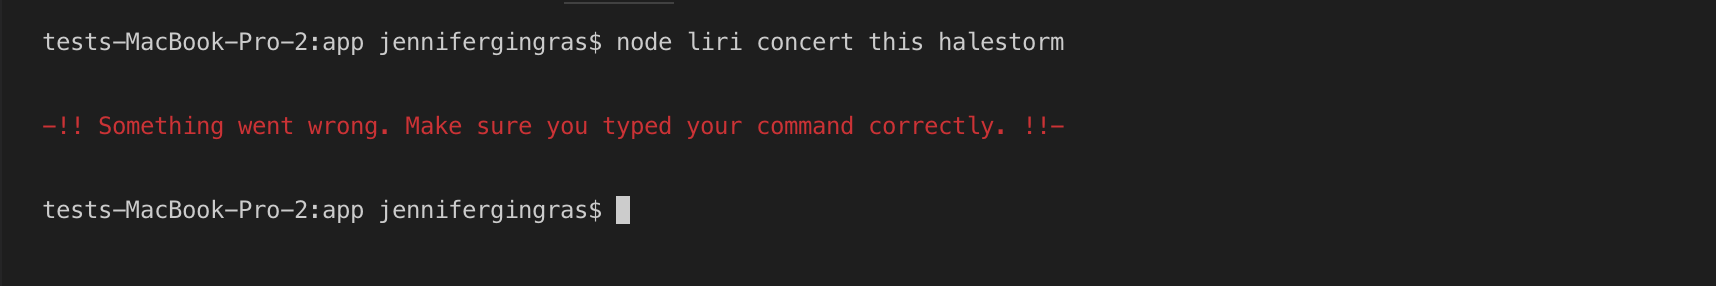 tests-MacBook-Pro-2:app jennifergingras$ node liri concert this halestorm
-!! Something went wrong. Make sure you typed your command correctly. !!-
tests-MacBook-Pro-2:app jennifergingras$